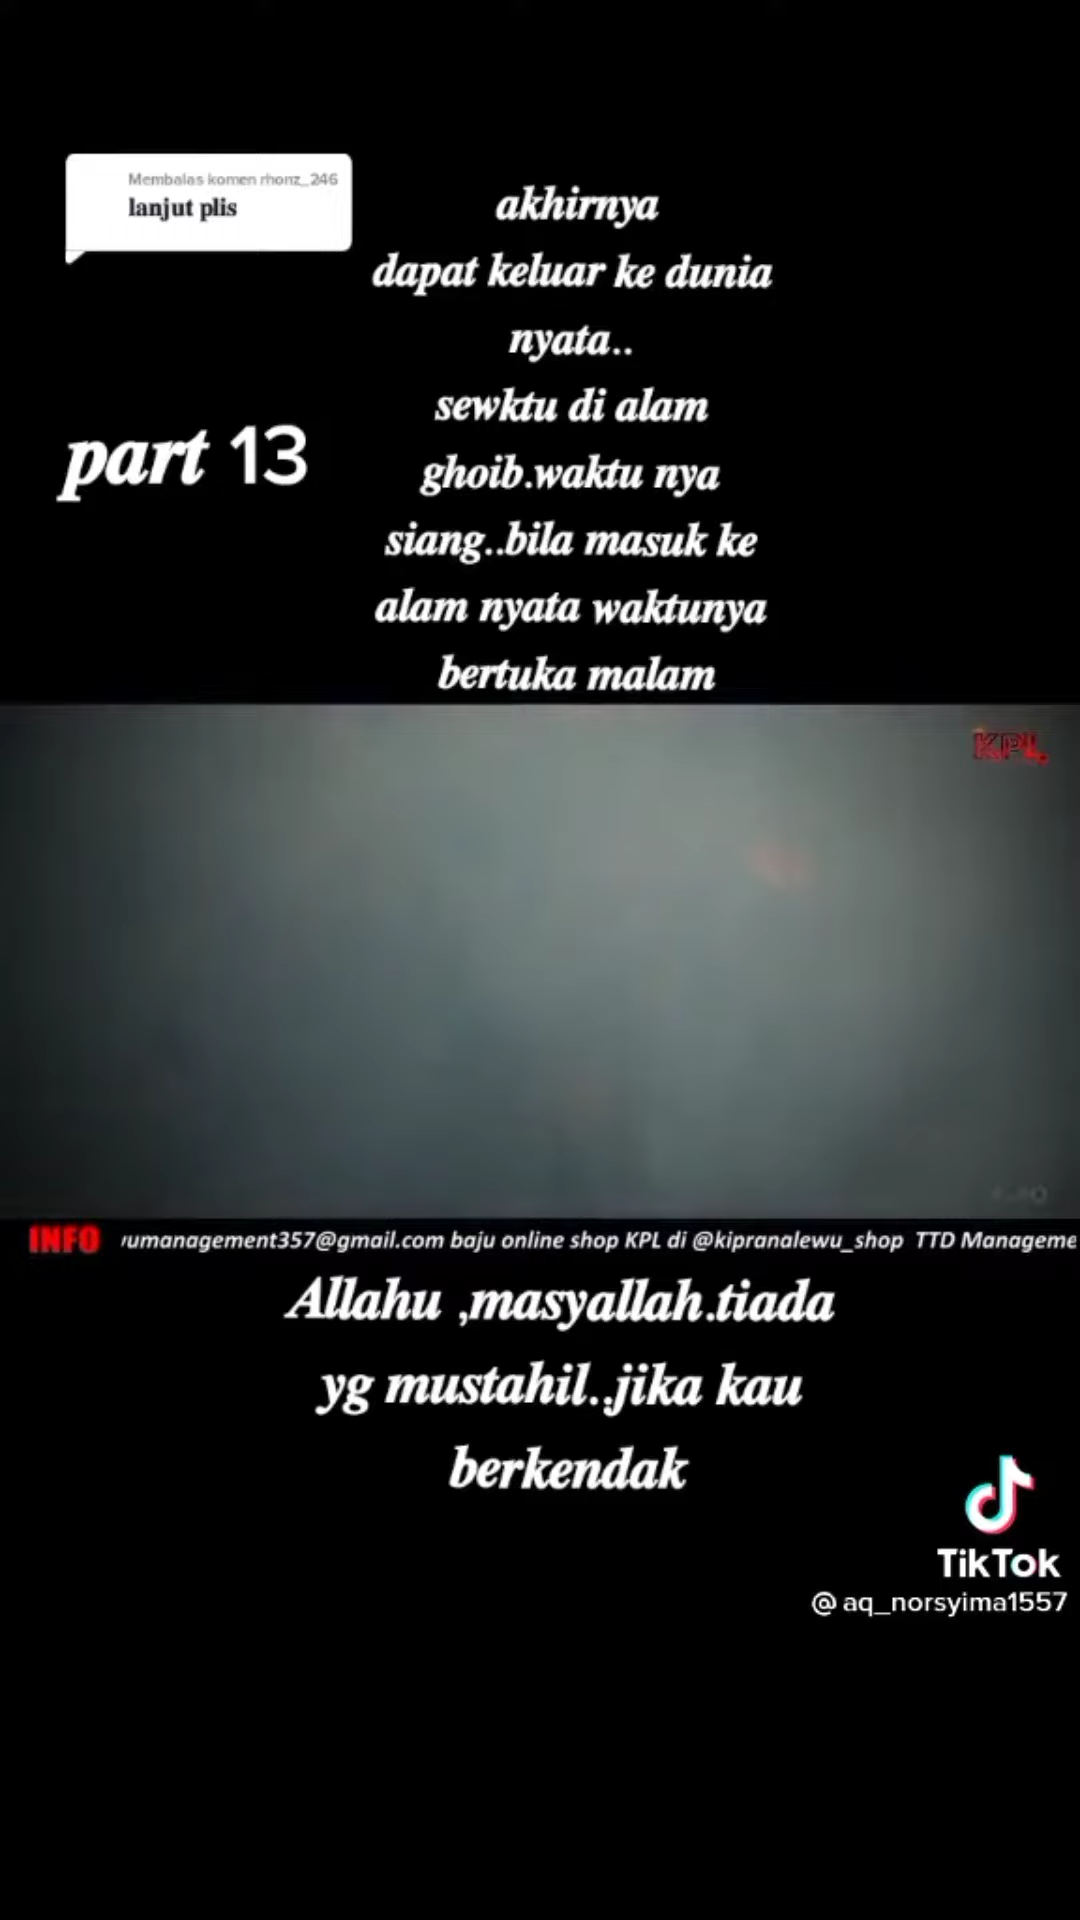 Membalas komen rhonz_246
lanjut plis
akhirnya
dapat keluar ke dunia
nyata..
sewktu di alam
part 13
ghoib.waktu nya
siang..bila masuk ke
alam nyata waktunya
bertuka malam
KPL
INFO umanagement357@gmail.com baju online shop KPL di @kipranalewu_shop TTD Manageme
Allahu ,masyallah.tiada
yg mustahil..jika kau
berkendak
TikTok
@aq_norsyima1557